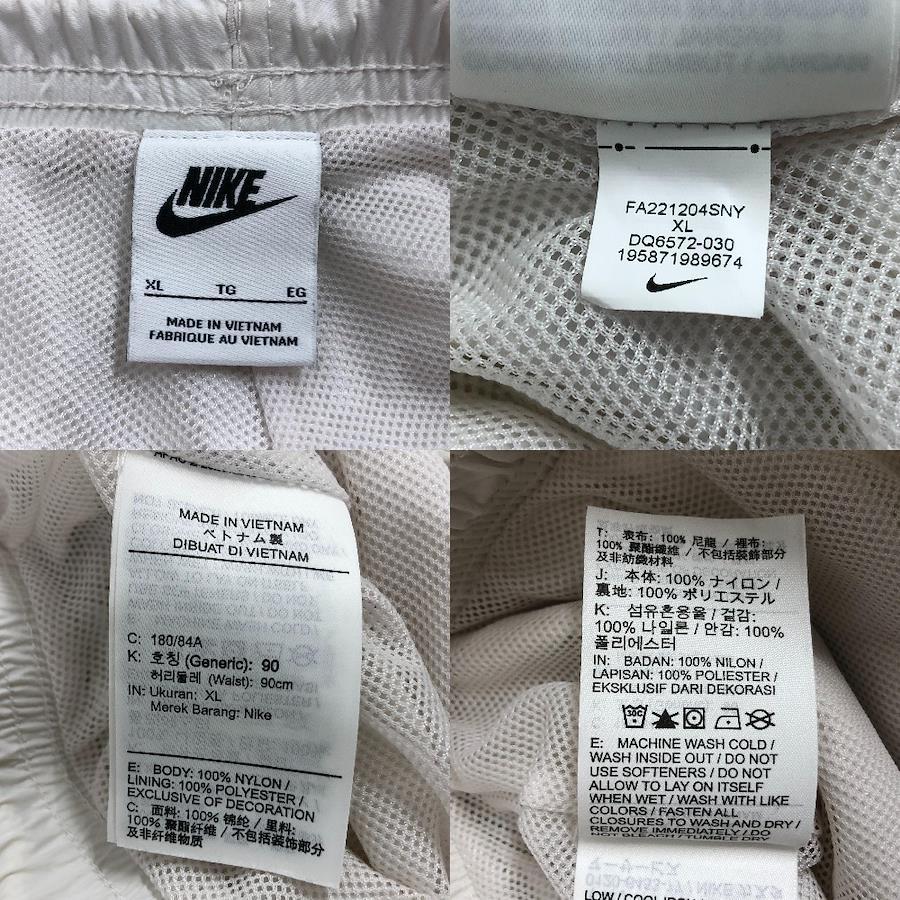 NIKE
XL TG EG
MADE IN VIETNAM
FABRIQUE AU VIETNAM
FA221204SNY
XL
DQ6572-030
195871989674
MADE IN VIETNAM
ベトナム製
DIBUAT DI VIETNAM
C: 180/84A
K: 호칭 (Generic): 90
허리둘레 (Waist): 90cm
IN: Ukuran: XL
Merek Barang: Nike
E: BODY: 100% NYLON /
LINING: 100% POLYESTER /
EXCLUSIVE OF DECORATION
C: 面料: 100% 锦纶 / 里料:
100% 聚酯纤维 / 不包括装饰部分
及非纤维物质
T: 表布: 100% 尼龍 / 裡布:
100% 聚酯纖維 / 不包括裝飾部分
及非紡織材料
J: 本体: 100% ナイロン /
裏地: 100% ポリエステル
K: 섬유혼용율 / 겉감:
100% 나일론 / 안감: 100%
폴리에스터
IN: BADAN: 100% NILON /
LAPISAN: 100% POLIESTER /
EKSKLUSIF DARI DEKORASI
30C
E: MACHINE WASH COLD /
WASH INSIDE OUT / DO NOT
USE SOFTENERS / DO NOT
ALLOW TO LAY ON ITSELF
WHEN WET / WASH WITH LIKE
COLORS / FASTEN ALL
CLOSURES TO WASH AND DRY /
REMOVE IMMEDIATELY / DO
NOT BLEACH / TUMBLE DRY